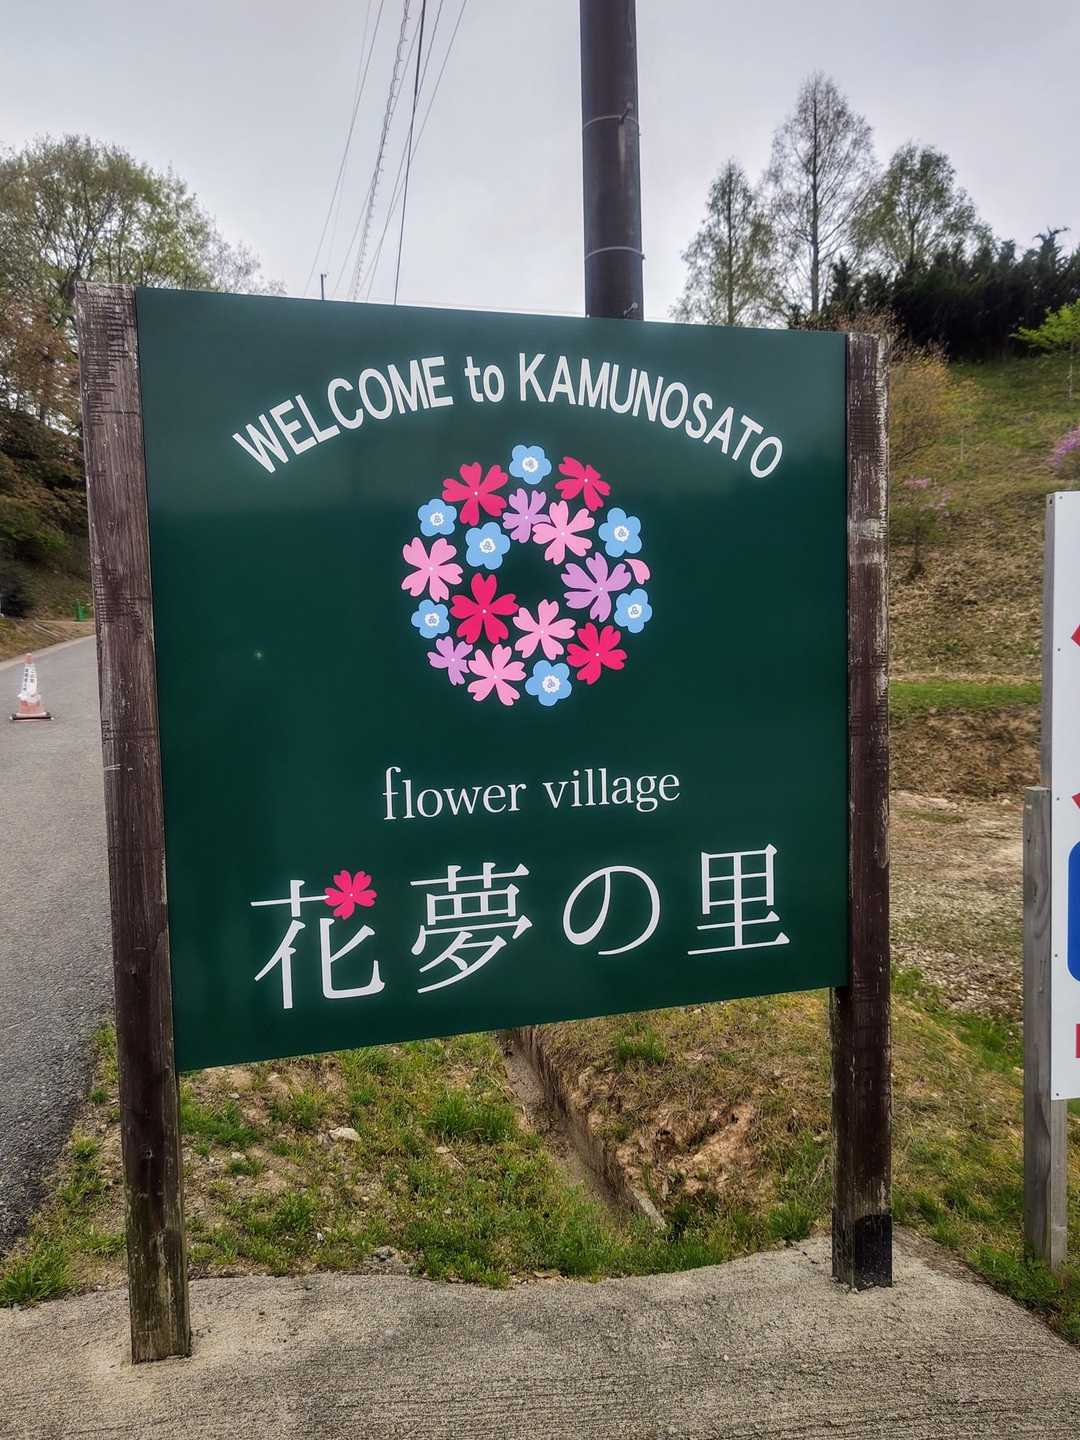 WELCOME to KAMUNOSATO
flower village
花夢の里